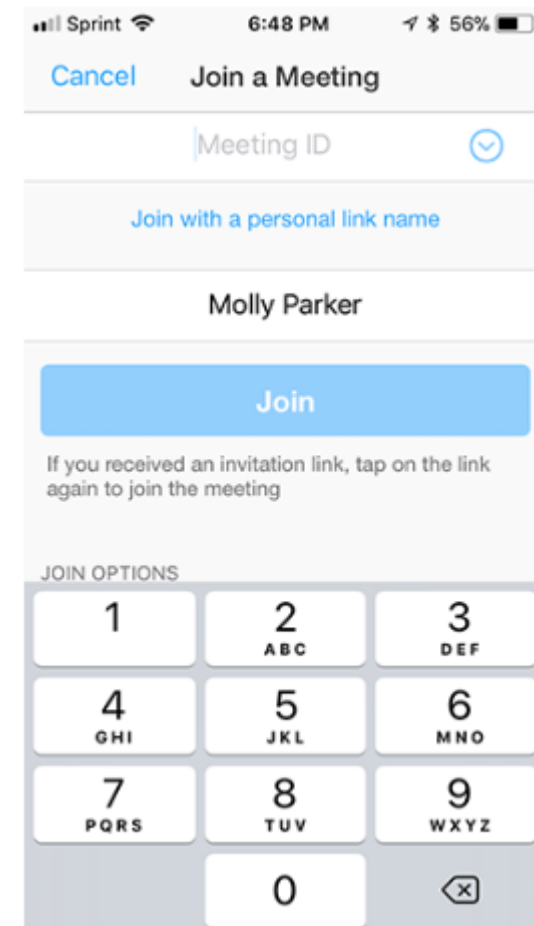 Sprint 6:48 PM 56%
Cancel Join a Meeting
Meeting ID
Join with a personal link name
Molly Parker
Join
If you received an invitation link, tap on the link
again to join the meeting
JOIN OPTIONS
1 2 3
ABC DEF
4 5 6
GHI JKL MNO
7 8 9
PQRS TUV WXYZ
0